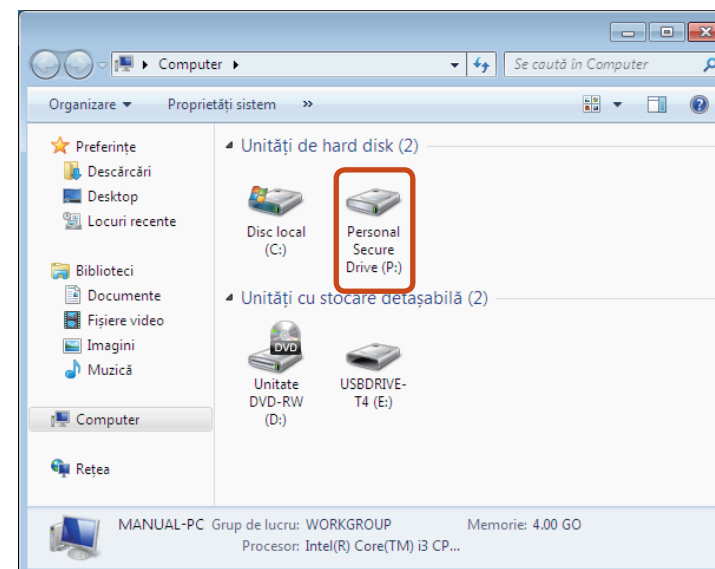 Computer
Se caută în Computer
Organizare
Proprietăți sistem
»
Preferințe
Descărcări
Desktop
Locuri recente
Biblioteci
Documente
Fișiere video
Imagini
Muzică
Computer
Rețea
Unități de hard disk (2)
Disc local
(C:)
Personal
Secure
Drive (P:)
Unități cu stocare detașabilă (2)
DVD
Unitate
DVD-RW
(D:)
USBDRIVE-
T4 (E:)
MANUAL-PC Grup de lucru: WORKGROUP Memorie: 4.00 GO
Procesor: Intel(R) Core(TM) i3 CP...